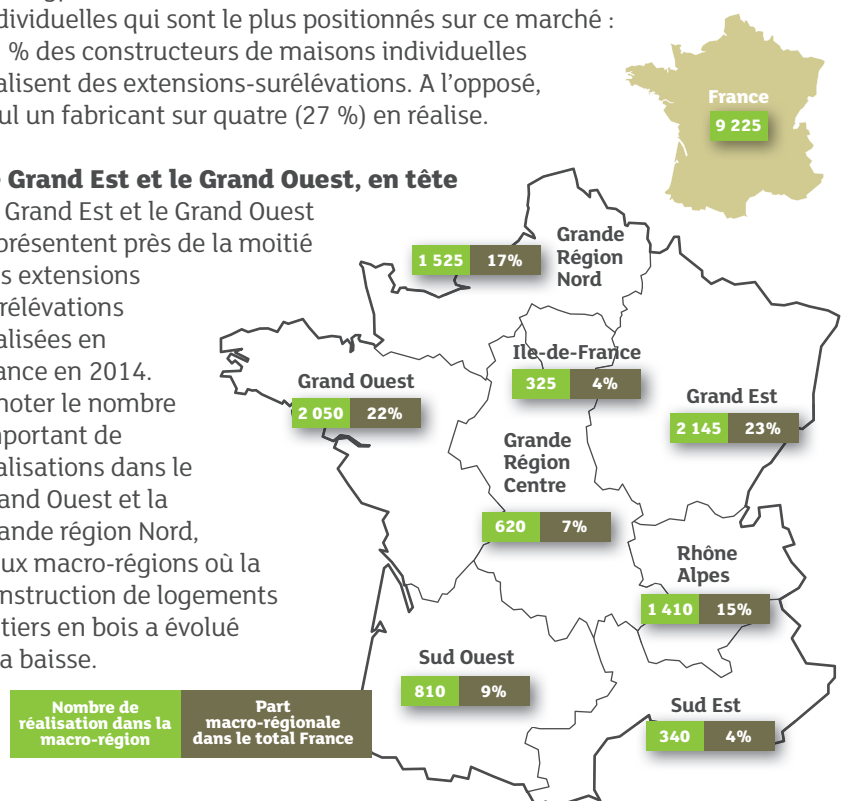 dividuelles qui sont le plus positionnés sur ce marché :
% des constructeurs de maisons individuelles
alisent des extensions-surélévations. A l’opposé,
ul un fabricant sur quatre (27 %) en réalise.
France
9 225
Grand Est et le Grand Ouest, en tête
Grand Est et le Grand Ouest
présentent près de la moitié
s extensions
rélévations
alisées en
ance en 2014.
noter le nombre
portant de
alisations dans le
and Ouest et la
ande région Nord,
ux macro-régions où la
nstruction de logements
tiers en bois a évolué
a baisse.
Grande
Région
Nord
1 525 17%
Ile-de-France
325 4%
Grand Ouest
2 050 22%
Grand Est
2 145 23%
Grande
Région
Centre
620 7%
Rhône
Alpes
1 410 15%
Sud Ouest
810 9%
Sud Est
340 4%
Nombre de
réalisation dans la
macro-région
Part
macro-régionale
dans le total France